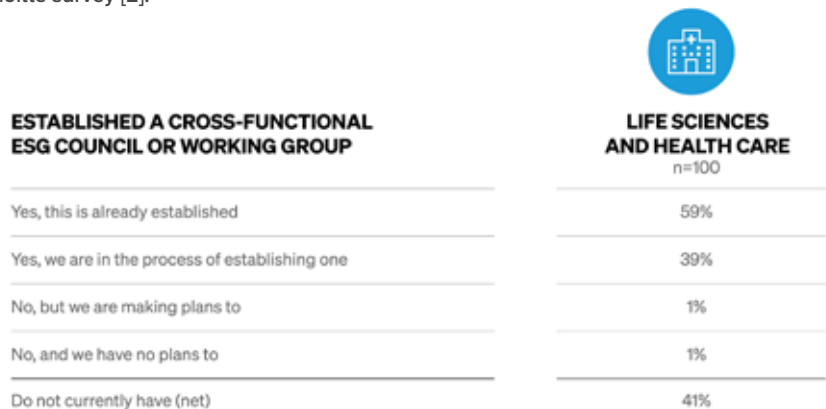 survey [2].
ESTABLISHED A CROSS-FUNCTIONAL
ESG COUNCIL OR WORKING GROUP
LIFE SCIENCES
AND HEALTH CARE
n=100
Yes, this is already established 59%
Yes, we are in the process of establishing one 39%
No, but we are making plans to 1%
No, and we have no plans to 1%
Do not currently have (net) 41%